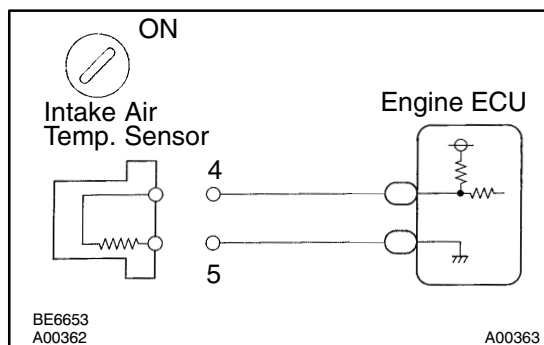 ON
Intake Air
Temp. Sensor
Engine ECU
4
5
BE6653
A00362
A00363